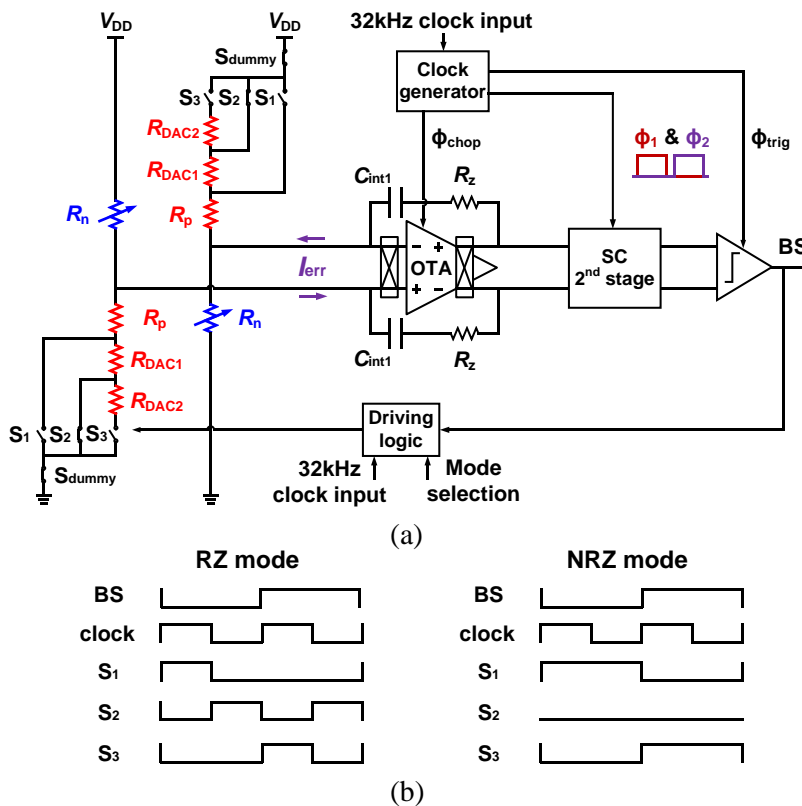 32kHz clock input
VDD
VDD
Sdummy
Clock
generator
S3 S2 S1
ϕchop
ϕ1 & ϕ2
ϕtrig
RDAC2
RDAC1
Cint1
Rz
Rn
Rp
Ierr
OTA
SC
2nd stage
BS
Rp
Rn
RDAC1
Cint1
Rz
RDAC2
S1 S2 S3
Driving
logic
Sdummy
32kHz
clock input
Mode
selection
(a)
RZ mode
BS
clock
S1
S2
S3
NRZ mode
BS
clock
S1
S2
S3
(b)